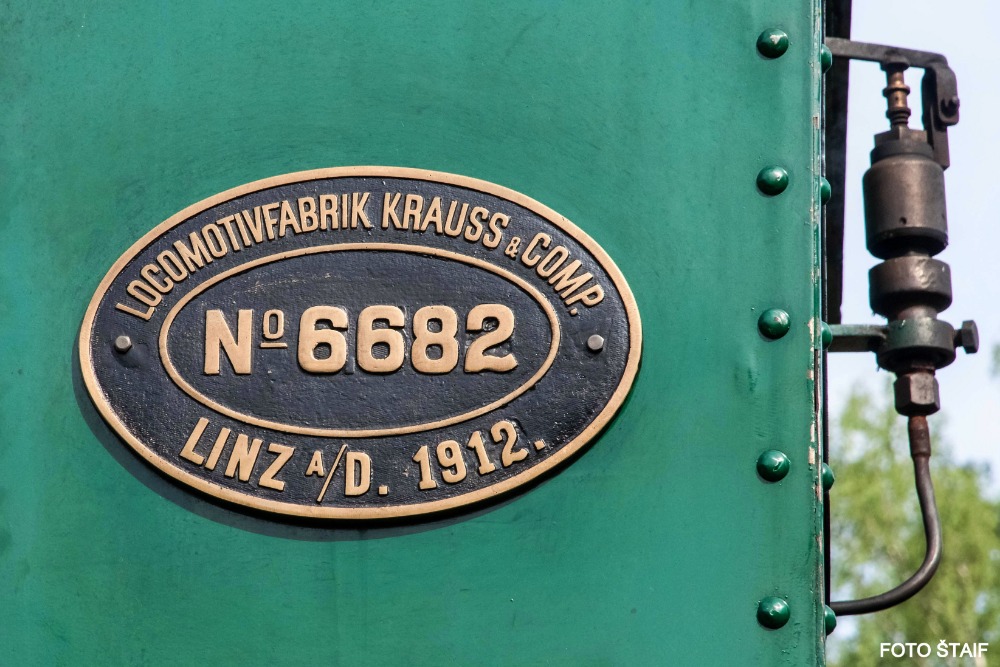 LOCOMOTIVFABRIK KRAUSS & COMP.
Nº 6682
LINZ A/D. 1912.
FOTO ŠTAIF